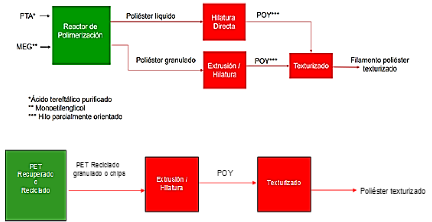 PTA*
MEG**
Reactor de
Polimerización
Poliéster líquido
Hilatura
Directa
POY***
Poliéster granulado
Extrusión /
Hilatura
POY***
Texturizado
Filamento poliéster
texturizado
*Ácido tereftálico purificado
** Monoetilenglicol
*** Hilo parcialmente orientado
PET
Recuperado
o
Reciclado
PET Reciclado
granulado o chips
Extrusión /
Hilatura
POY
Texturizado
Poliéster texturizado